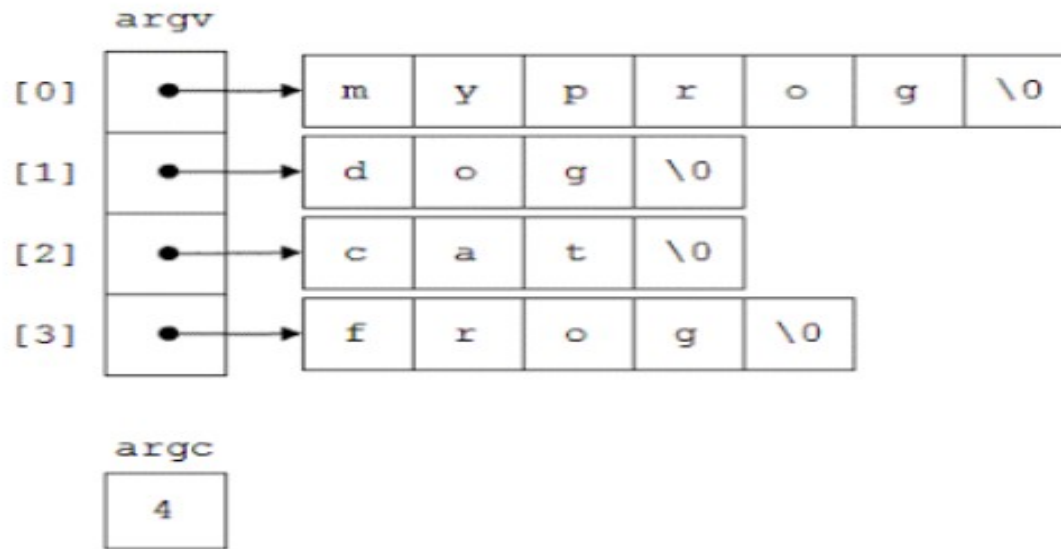 argv
[0] m y p r o g \0
[1] d o g \0
[2] c a t \0
[3] f r o g \0
argc
4